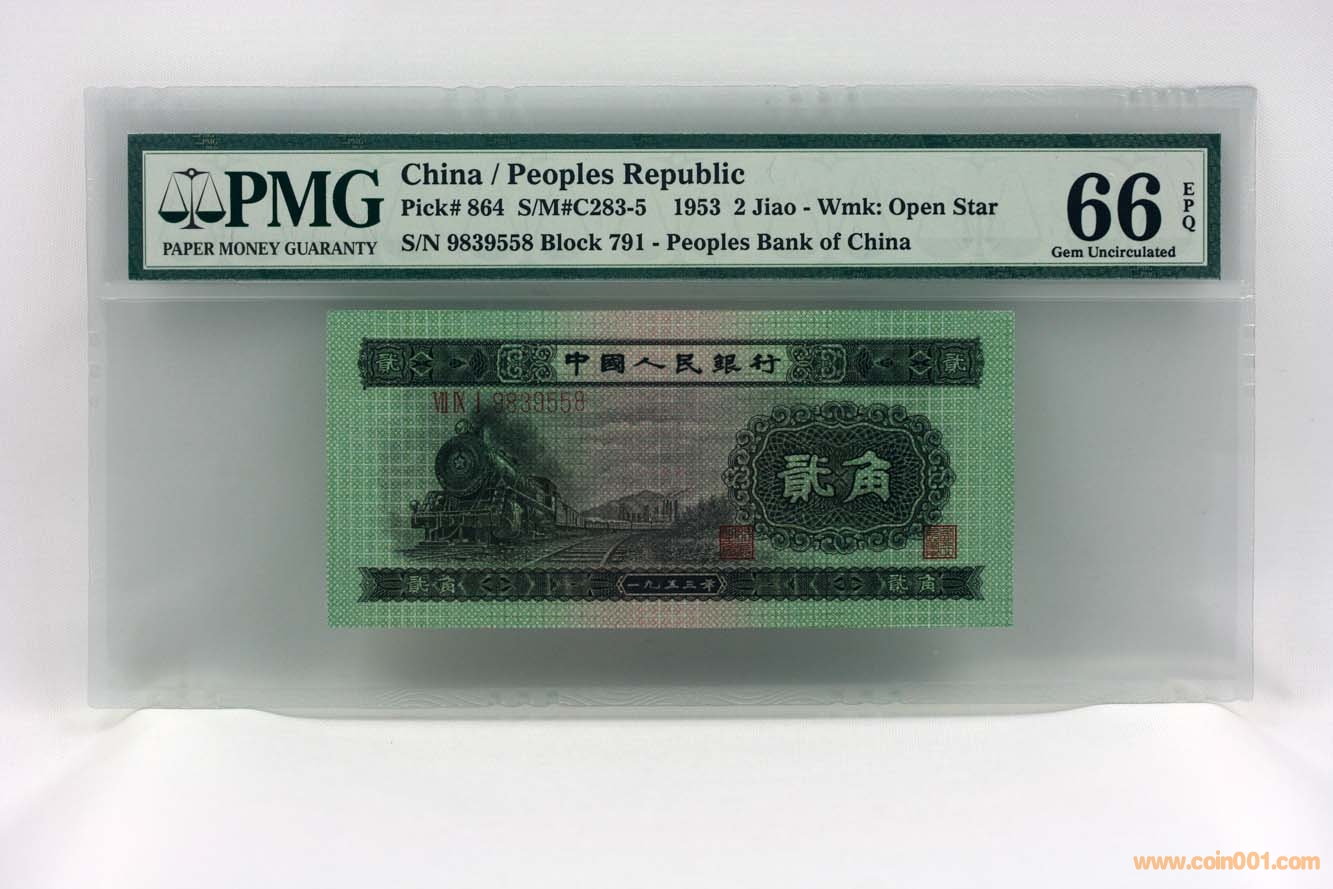 PMG
PAPER MONEY GUARANTY
China / Peoples Republic
Pick# 864 S/M#C283-5 1953 2 Jiao - Wmk: Open Star
S/N 9839558 Block 791 - Peoples Bank of China
66
EPQ
Gem Uncirculated
貳 中國人民銀行 貳
VII IX I 9839558
貳角
貳角 一九五三年 貳角
www.coin001.com